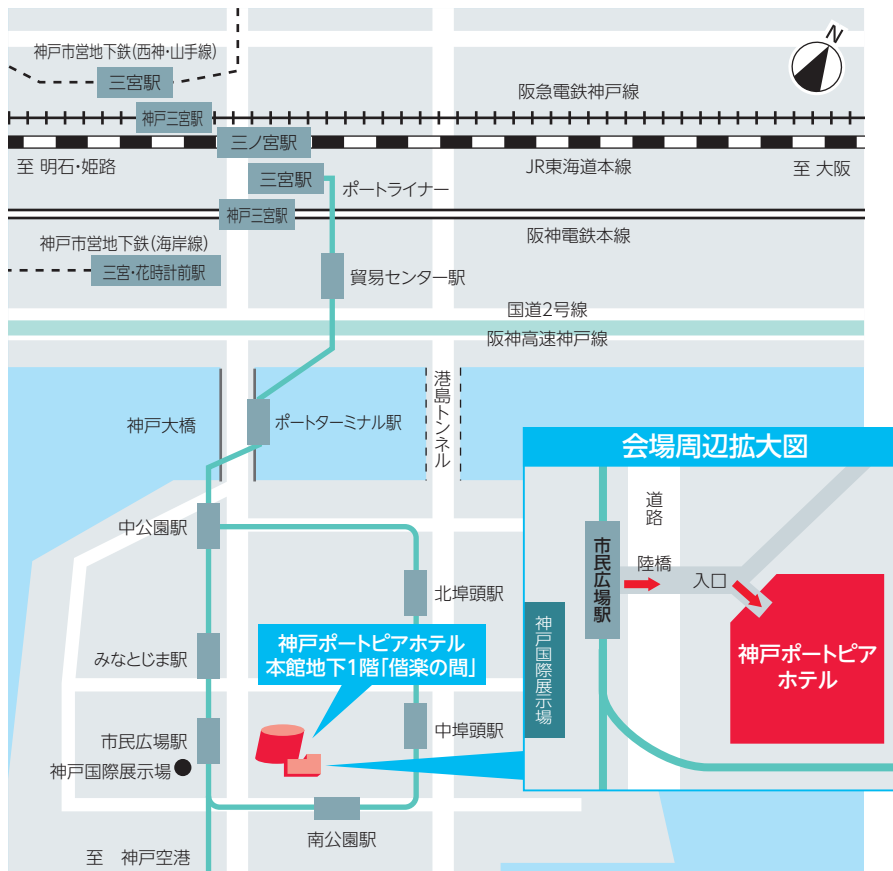 神戸市営地下鉄(西神・山手線)
N
三宮駅
阪急電鉄神戸線
神戸三宮駅
三ノ宮駅
至 明石・姫路
JR東海道本線
至 大阪
三宮駅
ポートライナー
神戸三宮駅
阪神電鉄本線
神戸市営地下鉄(海岸線)
三宮・花時計前駅
貿易センター駅
国道2号線
阪神高速神戸線
港島トンネル
神戸大橋
ポートターミナル駅
中公園駅
北埠頭駅
神戸ポートピアホテル
本館地下1階「偕楽の間」
みなとじま駅
市民広場駅
中埠頭駅
神戸国際展示場
南公園駅
至 神戸空港
会場周辺拡大図
道路
市民広場駅
陸橋
入口
神戸国際展示場
神戸ポートピア
ホテル